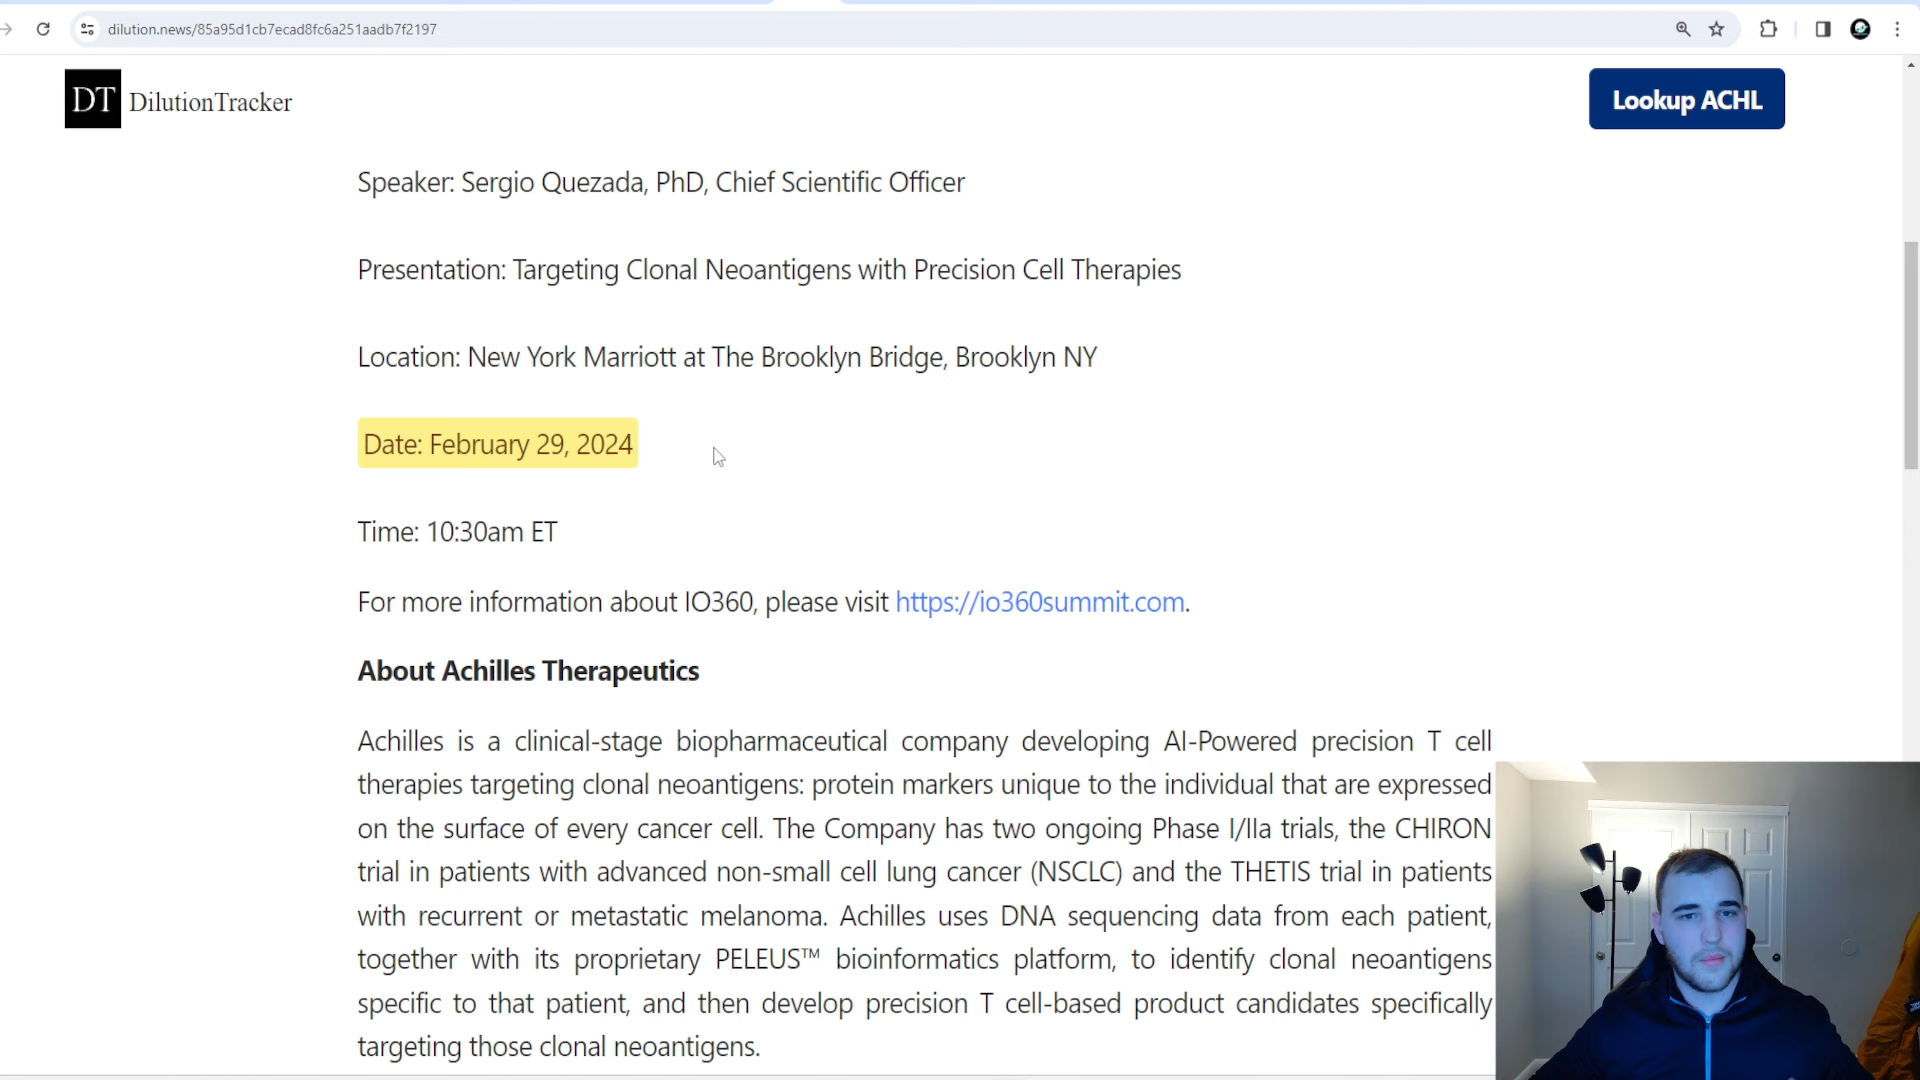 dilution.news/85a95d1cb7ecad8fc6a251aadb7f2197
DT DilutionTracker
Lookup ACHL
Speaker: Sergio Quezada, PhD, Chief Scientific Officer
Presentation: Targeting Clonal Neoantigens with Precision Cell Therapies
Location: New York Marriott at The Brooklyn Bridge, Brooklyn NY
Date: February 29, 2024
Time: 10:30am ET
For more information about IO360, please visit https://io360summit.com.
About Achilles Therapeutics
Achilles is a clinical-stage biopharmaceutical company developing AI-Powered precision T cell
therapies targeting clonal neoantigens: protein markers unique to the individual that are expressed
on the surface of every cancer cell. The Company has two ongoing Phase I/IIa trials, the CHIRON
trial in patients with advanced non-small cell lung cancer (NSCLC) and the THETIS trial in patients
with recurrent or metastatic melanoma. Achilles uses DNA sequencing data from each patient,
together with its proprietary PELEUS™ bioinformatics platform, to identify clonal neoantigens
specific to that patient, and then develop precision T cell-based product candidates specifically
targeting those clonal neoantigens.